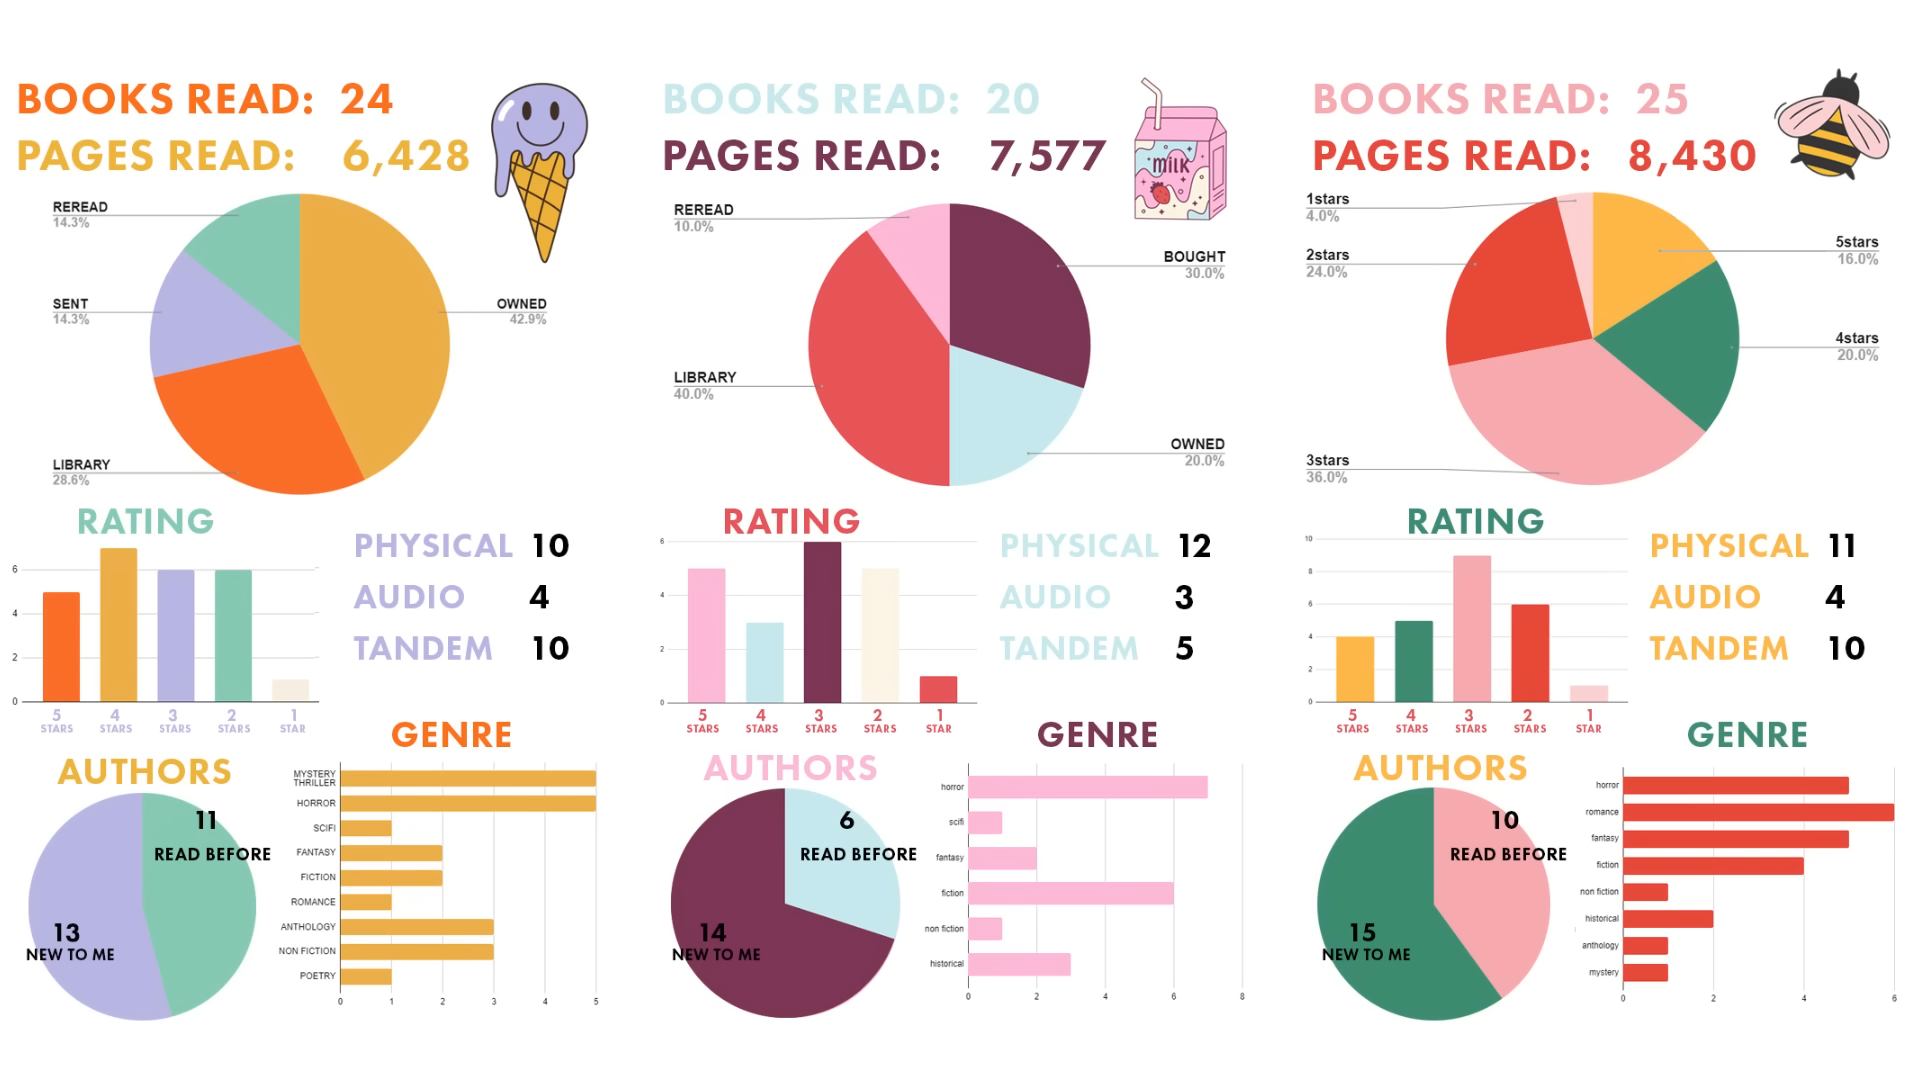 BOOKS READ: 24
PAGES READ: 6,428
REREAD
14.3%
SENT
14.3%
OWNED
42.9%
LIBRARY
28.6%
RATING
6
4
2
0
5
STARS
4
STARS
3
STARS
2
STARS
1
STAR
PHYSICAL 10
AUDIO 4
TANDEM 10
AUTHORS
11
READ BEFORE
13
NEW TO ME
GENRE
MYSTERY
THRILLER
HORROR
SCIFI
FANTASY
FICTION
ROMANCE
ANTHOLOGY
NON FICTION
POETRY
0 1 2 3 4 5
BOOKS READ: 20
PAGES READ: 7,577
milk
REREAD
10.0%
BOUGHT
30.0%
LIBRARY
40.0%
OWNED
20.0%
RATING
6
4
2
0
5
STARS
4
STARS
3
STARS
2
STARS
1
STAR
PHYSICAL 12
AUDIO 3
TANDEM 5
AUTHORS
6
READ BEFORE
14
NEW TO ME
GENRE
horror
scifi
fantasy
fiction
non fiction
historical
0 2 4 6 8
BOOKS READ: 25
PAGES READ: 8,430
1stars
4.0%
2stars
24.0%
5stars
16.0%
4stars
20.0%
3stars
36.0%
RATING
10
8
6
4
2
0
5
STARS
4
STARS
3
STARS
2
STARS
1
STAR
PHYSICAL 11
AUDIO 4
TANDEM 10
AUTHORS
10
READ BEFORE
15
NEW TO ME
GENRE
horror
romance
fantasy
fiction
non fiction
historical
anthology
mystery
0 2 4 6